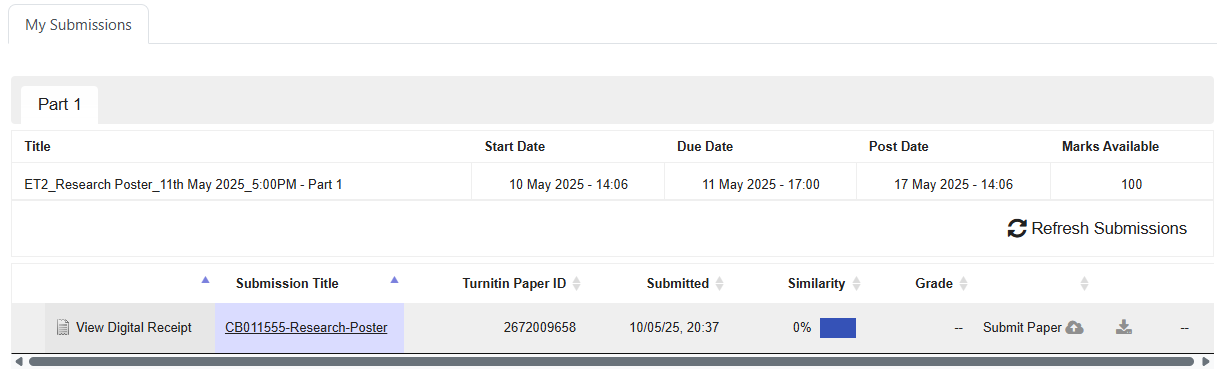 My Submissions
Part 1
Title Start Date Due Date Post Date Marks Available
ET2_Research Poster_11th May 2025_5:00PM - Part 1 10 May 2025 - 14:06 11 May 2025 - 17:00 17 May 2025 - 14:06 100
Refresh Submissions
Submission Title Turnitin Paper ID Submitted Similarity Grade
View Digital Receipt CB011555-Research-Poster 2672009658 10/05/25, 20:37 0% -- Submit Paper --